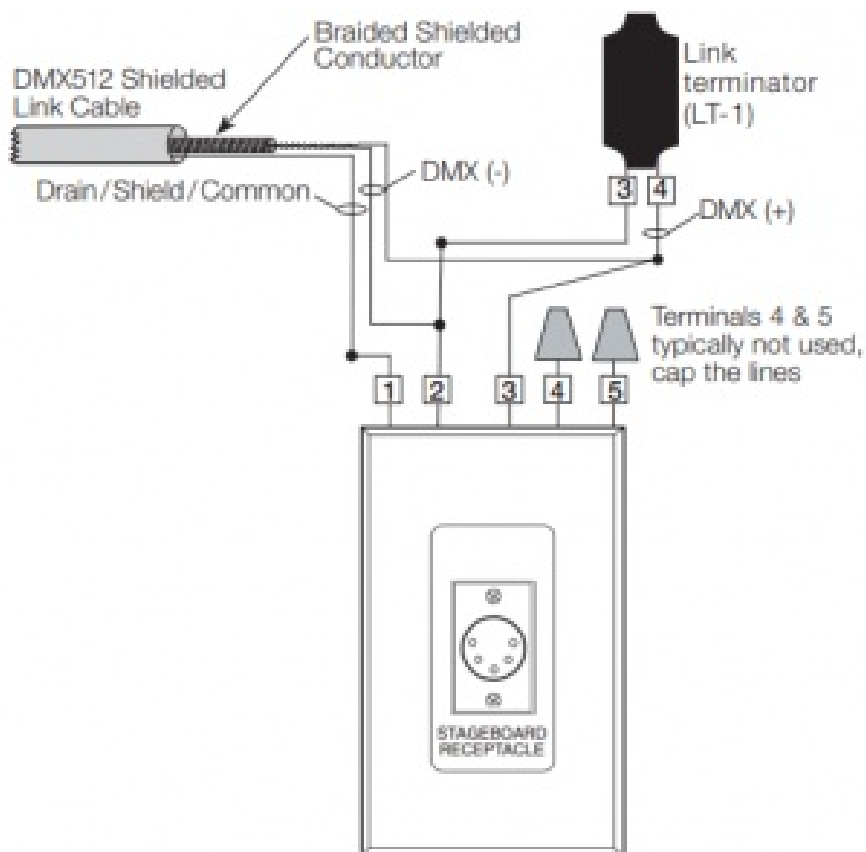 Braided Shielded
Conductor
DMX512 Shielded
Link Cable
Link
terminator
(LT-1)
DMX (-)
3 4
Drain/Shield/Common
DMX (+)
Terminals 4 & 5
typically not used,
cap the lines
1 2 3 4 5
STAGEBOARD
RECEPTACLE